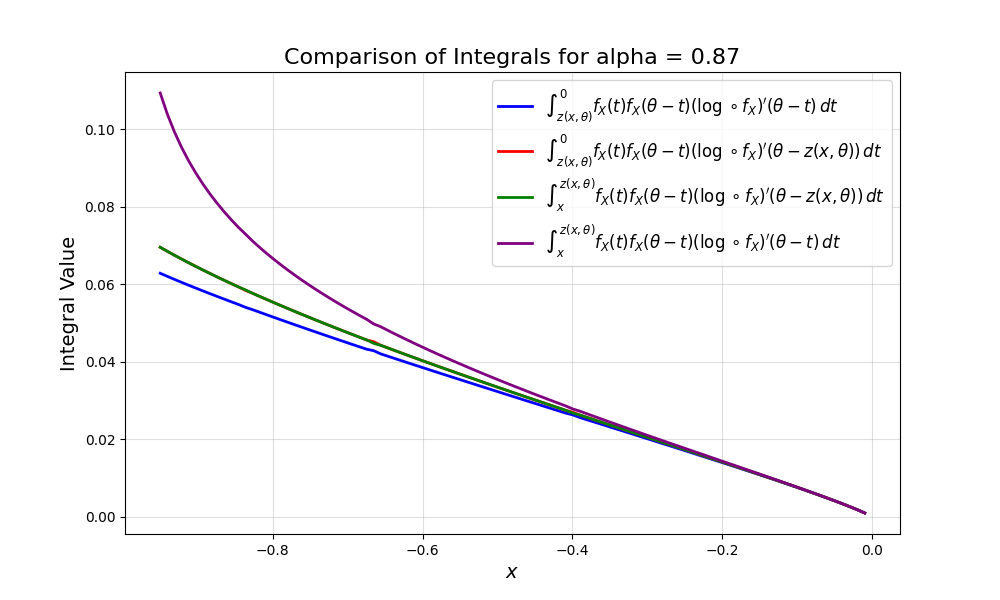 Comparison of Integrals for alpha = 0.87
∫_{z(x, θ)}^{0} f_X(t)f_X(θ − t)(log ∘ f_X)′(θ − t) dt
∫_{z(x, θ)}^{0} f_X(t)f_X(θ − t)(log ∘ f_X)′(θ − z(x, θ)) dt
∫_{x}^{z(x, θ)} f_X(t)f_X(θ − t)(log ∘ f_X)′(θ − z(x, θ)) dt
∫_{x}^{z(x, θ)} f_X(t)f_X(θ − t)(log ∘ f_X)′(θ − t) dt
Integral Value
0.10
0.08
0.06
0.04
0.02
0.00
−0.8 −0.6 −0.4 −0.2 0.0
x